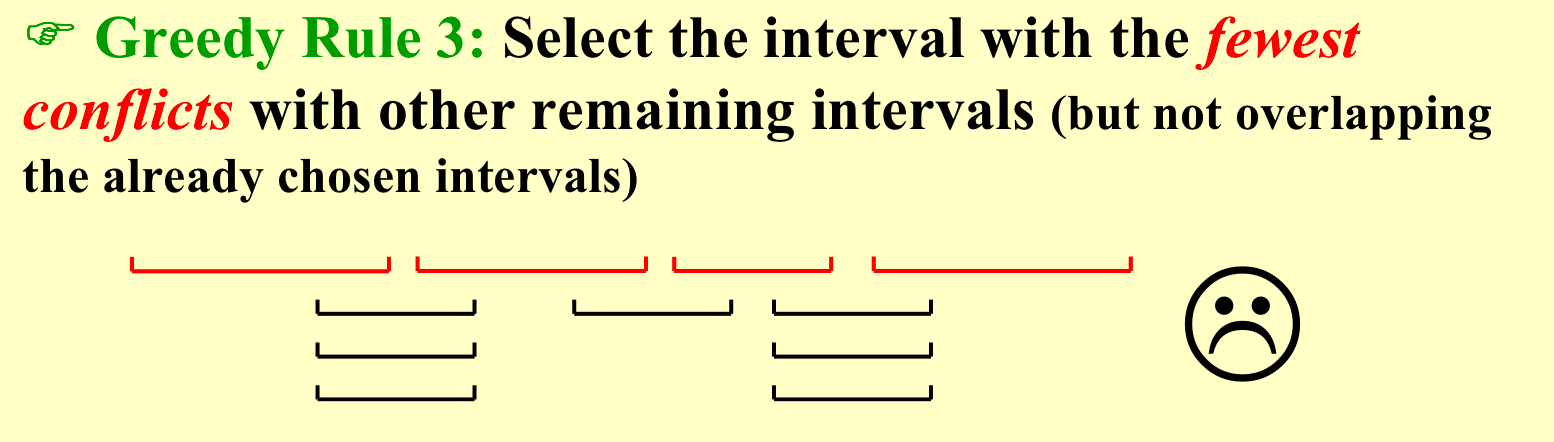 ☞ Greedy Rule 3: Select the interval with the fewest
conflicts with other remaining intervals (but not overlapping
the already chosen intervals)